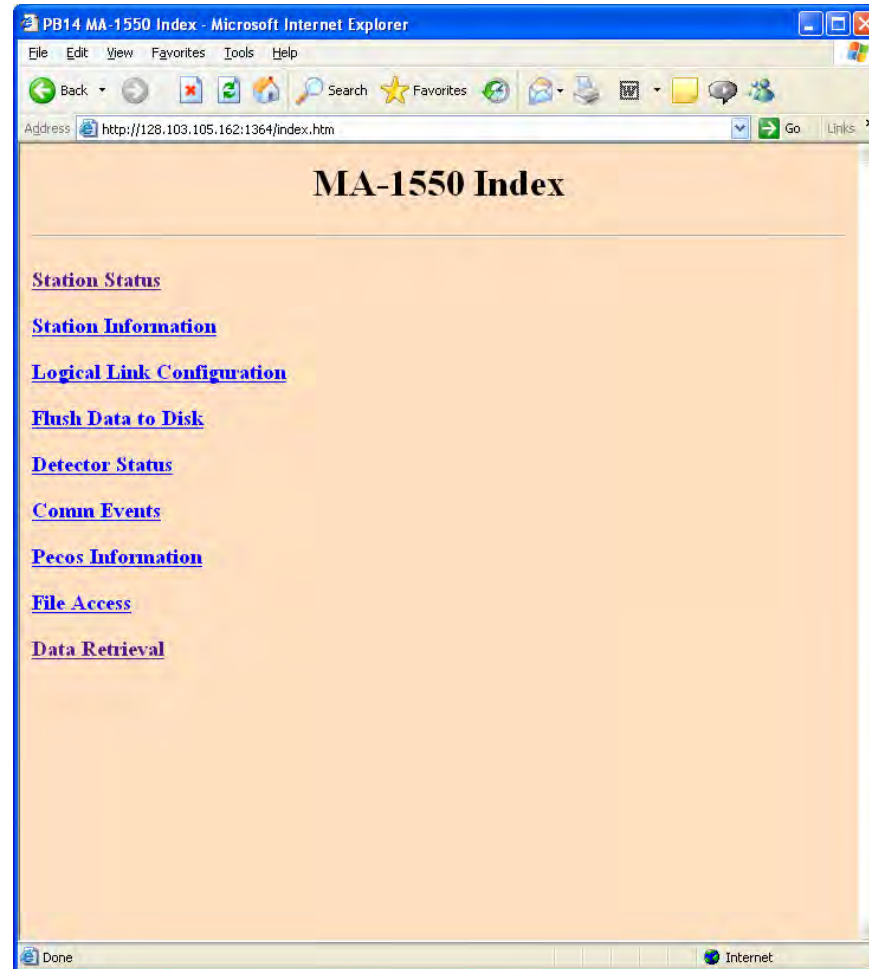 PB14 MA-1550 Index - Microsoft Internet Explorer
File Edit View Favorites Tools Help
Back Search Favorites
Address http://128.103.105.162:1364/index.htm Go Links
MA-1550 Index
Station Status
Station Information
Logical Link Configuration
Flush Data to Disk
Detector Status
Comm Events
Pecos Information
File Access
Data Retrieval
Done Internet